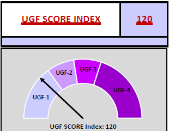 UGF SCORE INDEX 120
UGF-1
UGF-2
UGF-3
UGF-4
UGF SCORE Index: 120